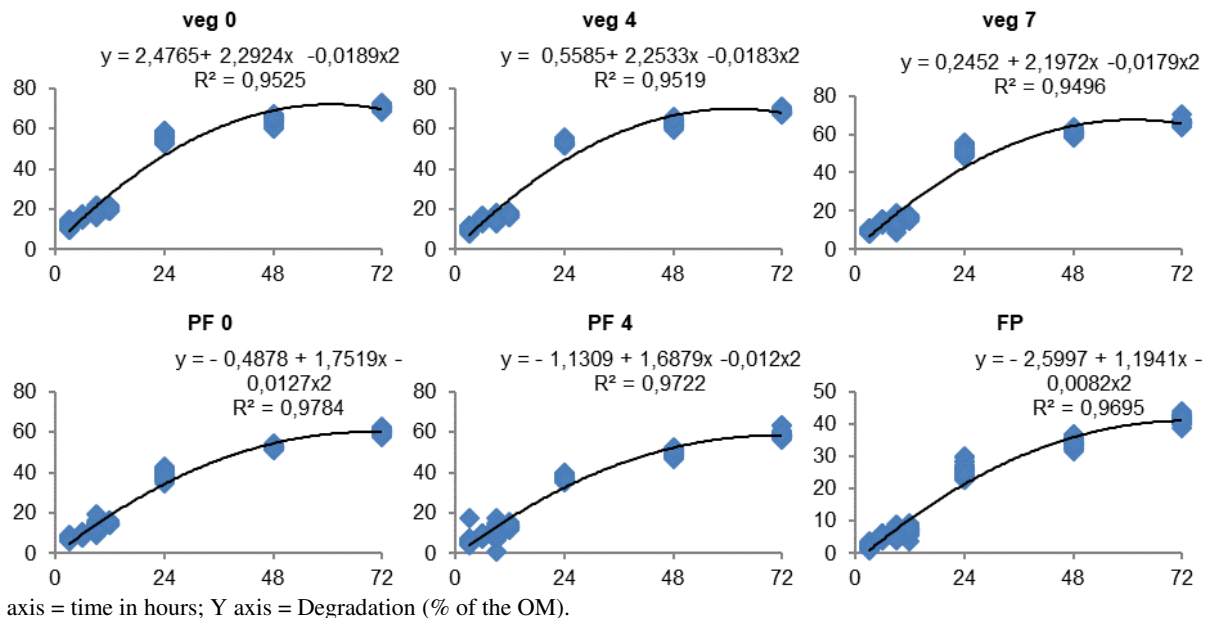 veg 0
y = 2,4765+ 2,2924x -0,0189x2
R² = 0,9525
80
60
40
20
0
0 24 48 72
veg 4
y = 0,5585+ 2,2533x -0,0183x2
R² = 0,9519
80
60
40
20
0
0 24 48 72
veg 7
y = 0,2452 + 2,1972x -0,0179x2
R² = 0,9496
80
60
40
20
0
0 24 48 72
PF 0
y = - 0,4878 + 1,7519x -
0,0127x2
R² = 0,9784
80
60
40
20
0
0 24 48 72
PF 4
y = - 1,1309 + 1,6879x -0,012x2
R² = 0,9722
80
60
40
20
0
0 24 48 72
FP
y = - 2,5997 + 1,1941x -
0,0082x2
R² = 0,9695
50
40
30
20
10
0
0 24 48 72
axis = time in hours; Y axis = Degradation (% of the OM).